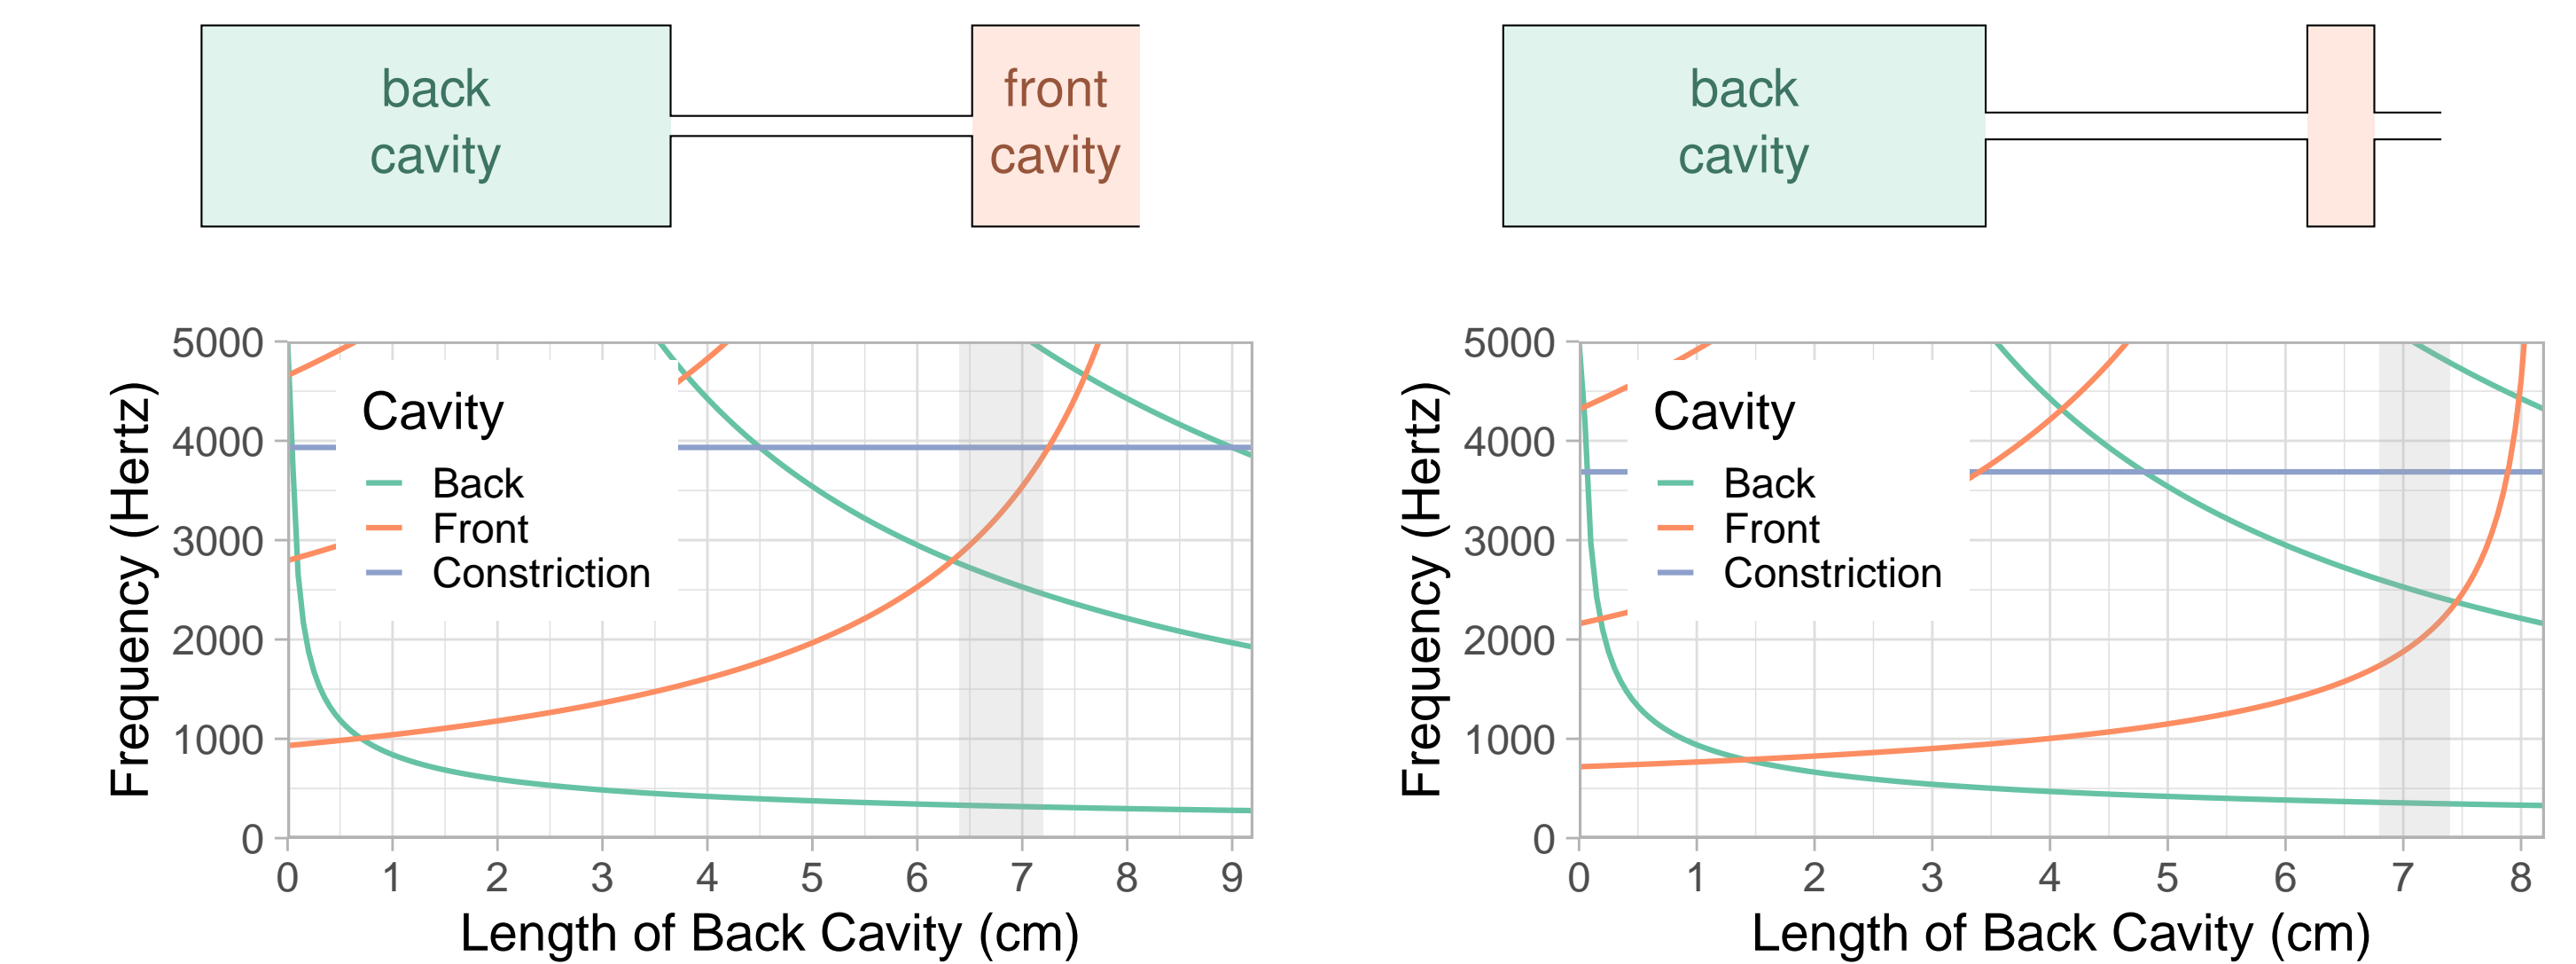 back
cavity
front
cavity
back
cavity
Frequency (Hertz)
5000
4000
3000
2000
1000
0
Cavity
Back
Front
Constriction
0 1 2 3 4 5 6 7 8 9
Length of Back Cavity (cm)
Frequency (Hertz)
5000
4000
3000
2000
1000
0
Cavity
Back
Front
Constriction
0 1 2 3 4 5 6 7 8
Length of Back Cavity (cm)